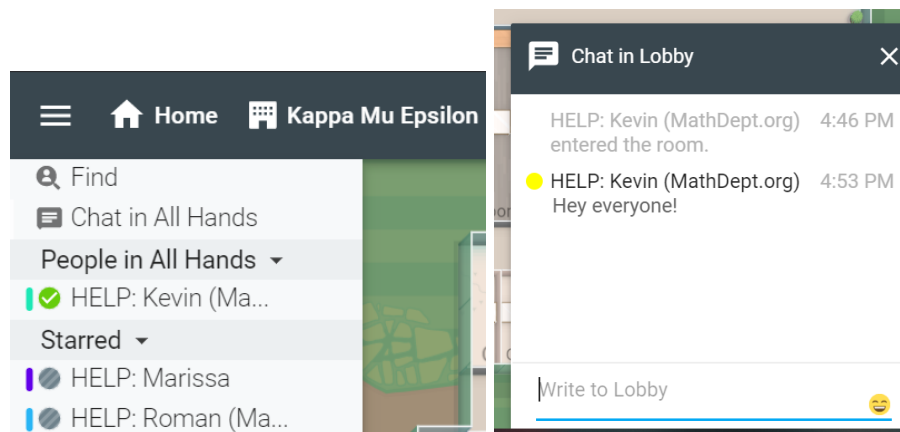 Home
Kappa Mu Epsilon
Find
Chat in All Hands
People in All Hands
HELP: Kevin (Ma...
Starred
HELP: Marissa
HELP: Roman (Ma...
Chat in Lobby
HELP: Kevin (MathDept.org) 4:46 PM
entered the room.
HELP: Kevin (MathDept.org) 4:53 PM
Hey everyone!
Write to Lobby